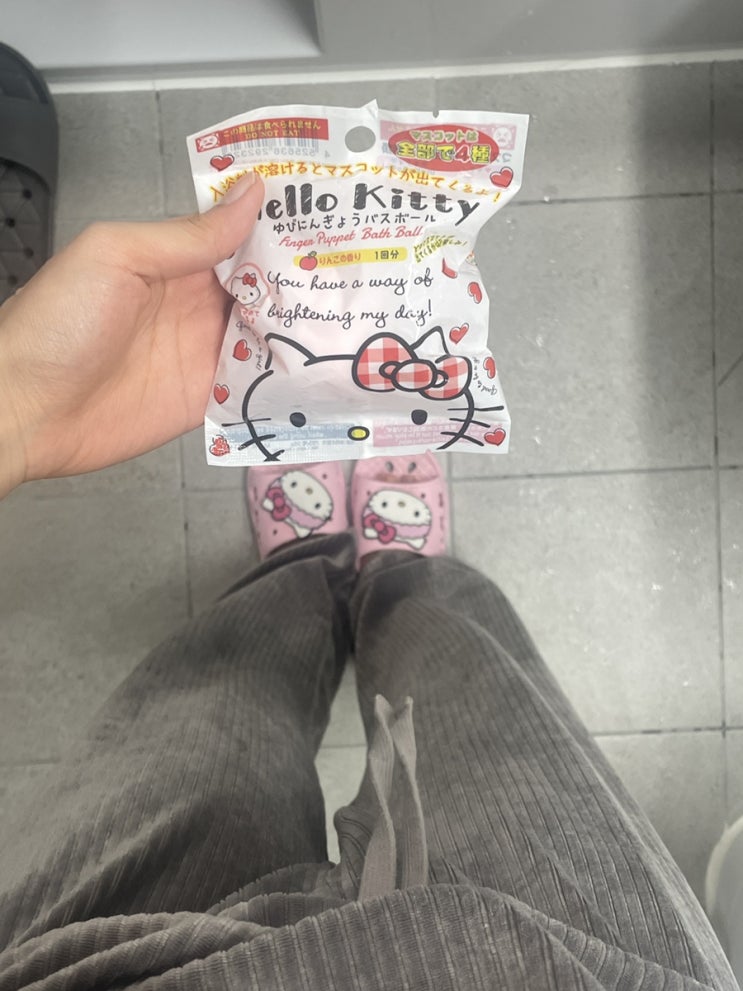 この商品は食べられません
DO NOT EAT
マスコットは
全部で4種
入浴剤が溶けるとマスコットが出てくるよ!
Hello Kitty
ゆびにんぎょうバスボール
Finger Puppet Bath Ball
りんごの香り 1回分
You have a way of
brightening my day!